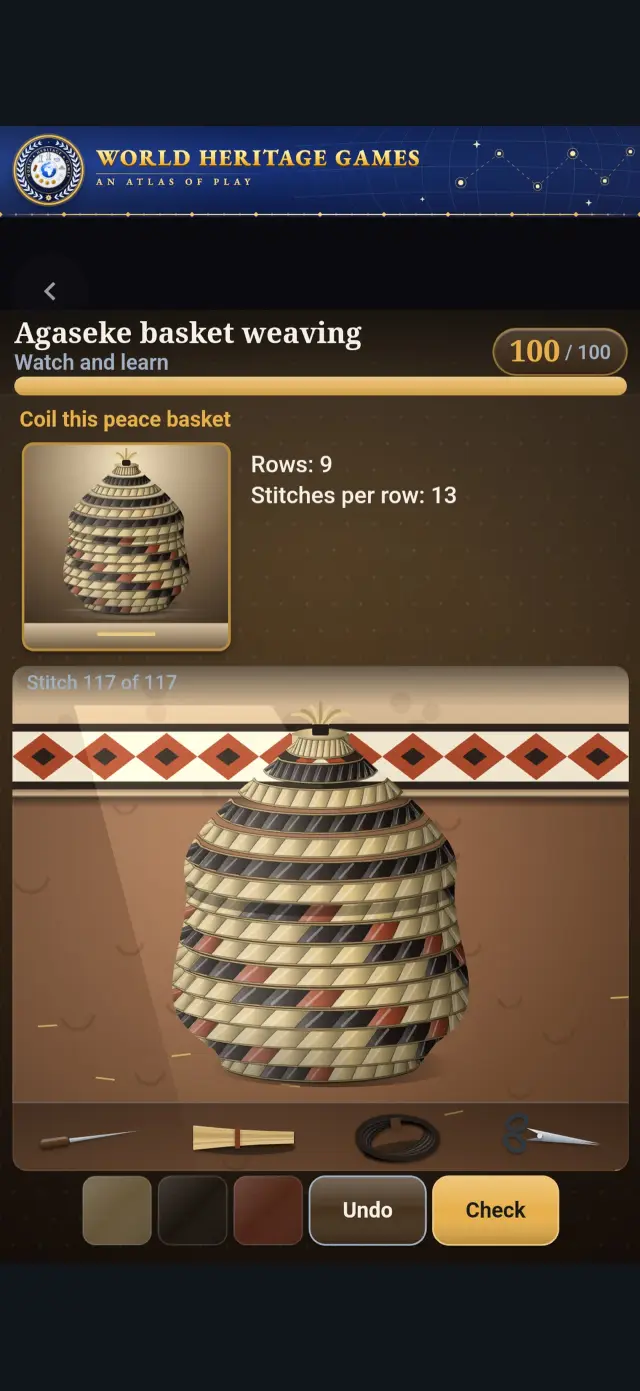 WORLD HERITAGE GAMES
AN ATLAS OF PLAY
Agaseke basket weaving
Watch and learn
100 / 100
Coil this peace basket
Rows: 9
Stitches per row: 13
Stitch 117 of 117
Undo
Check